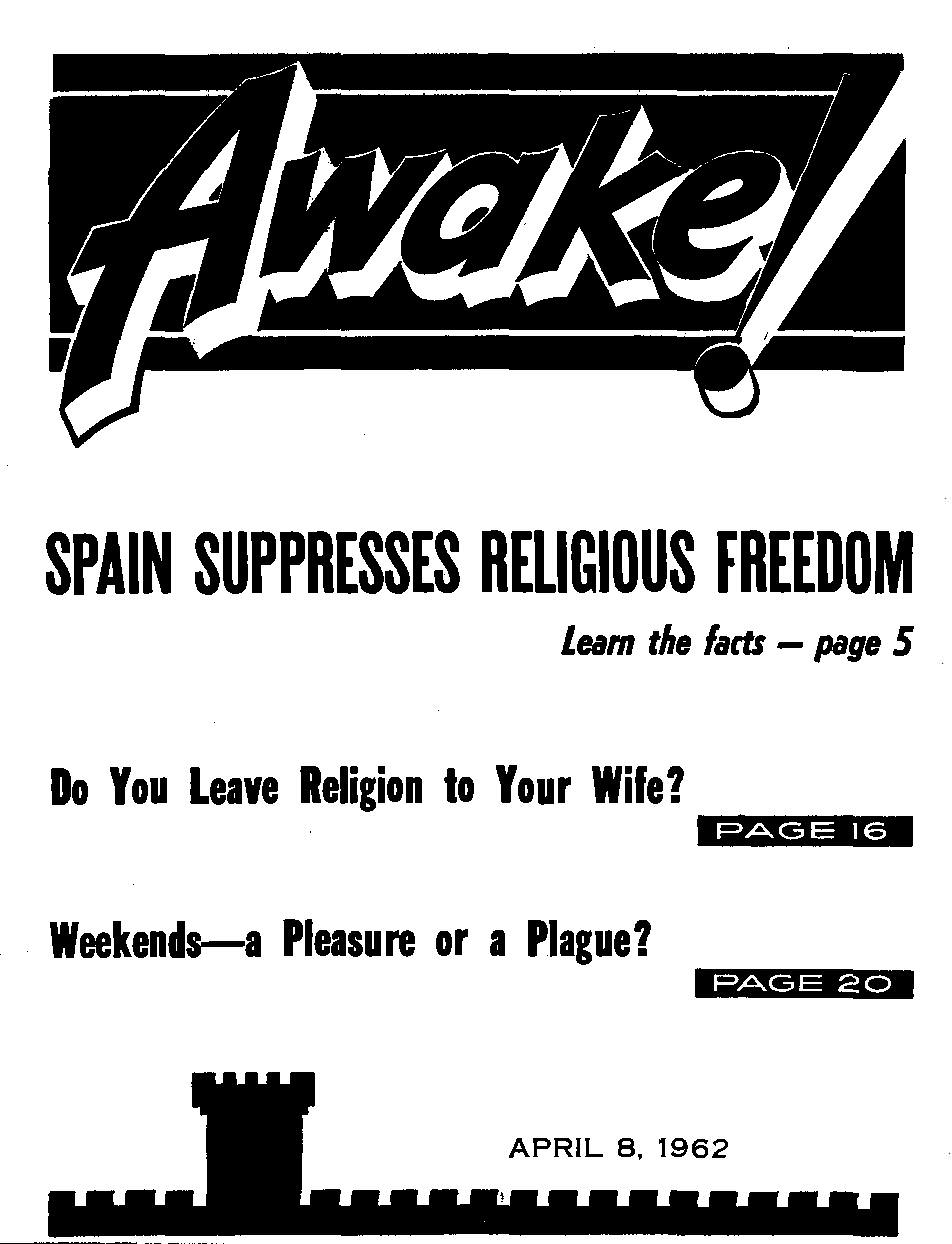 Awake!
SPAIN SUPPRESSES RELIGIOUS FREEDOM
Learn the facts — page 5
Do You Leave Religion to Your Wife?
PAGE 16
Weekends—a Pleasure or a Plague?
PAGE 20
APRIL 8, 1962